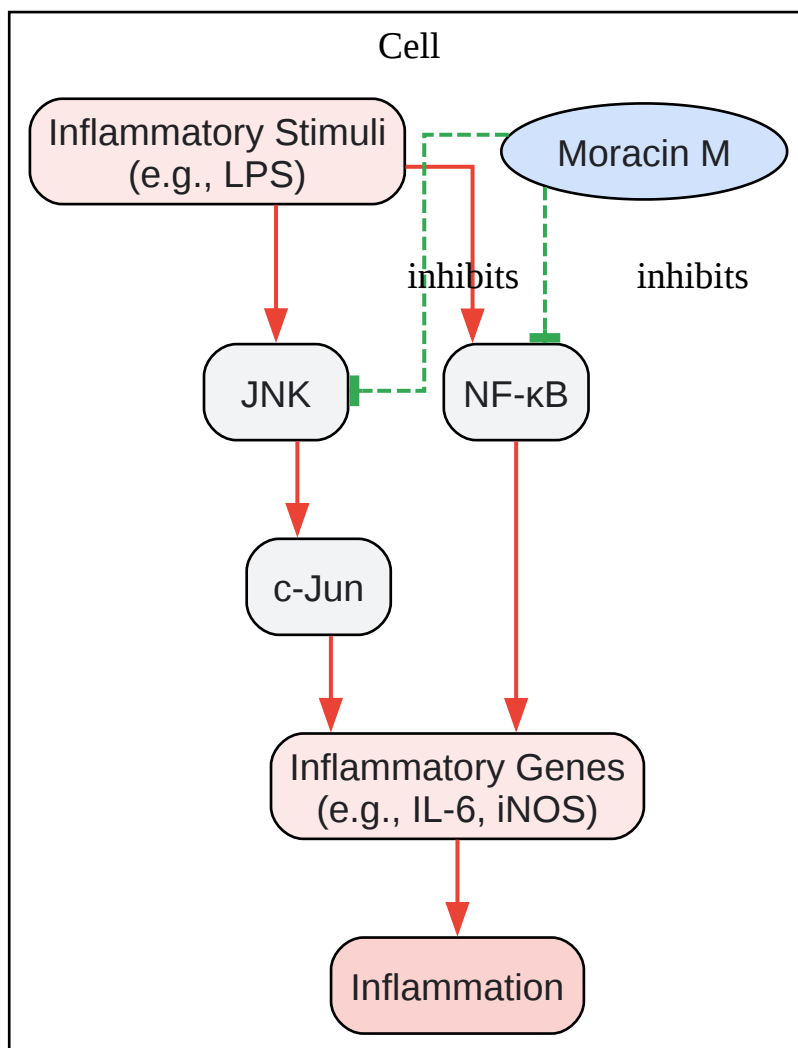 Cell
Inflammatory Stimuli
(e.g., LPS)
Moracin M
inhibits
inhibits
JNK
NF-κB
c-Jun
Inflammatory Genes
(e.g., IL-6, iNOS)
Inflammation